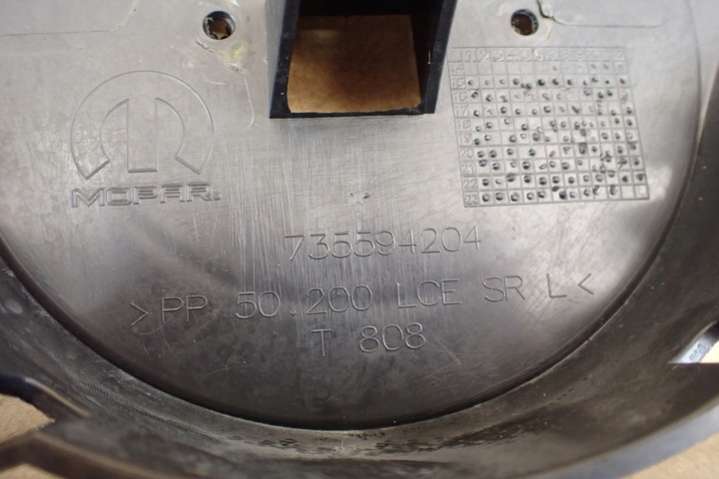 MOPAR
735594204
>PP 50.200 LCE SR L<
T 808